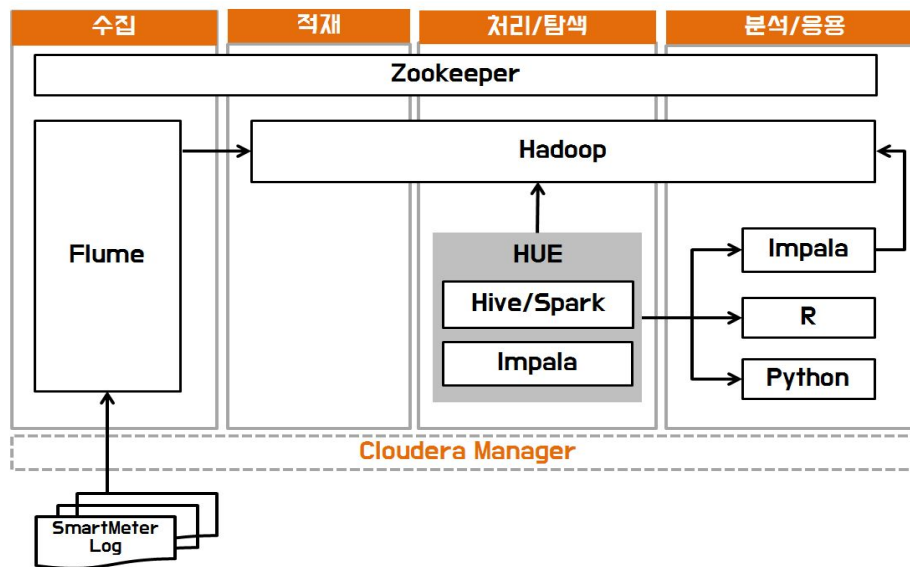 수집
적재
처리/탐색
분석/응용
Zookeeper
Flume
Hadoop
HUE
Hive/Spark
Impala
Impala
R
Python
Cloudera Manager
SmartMeter
Log